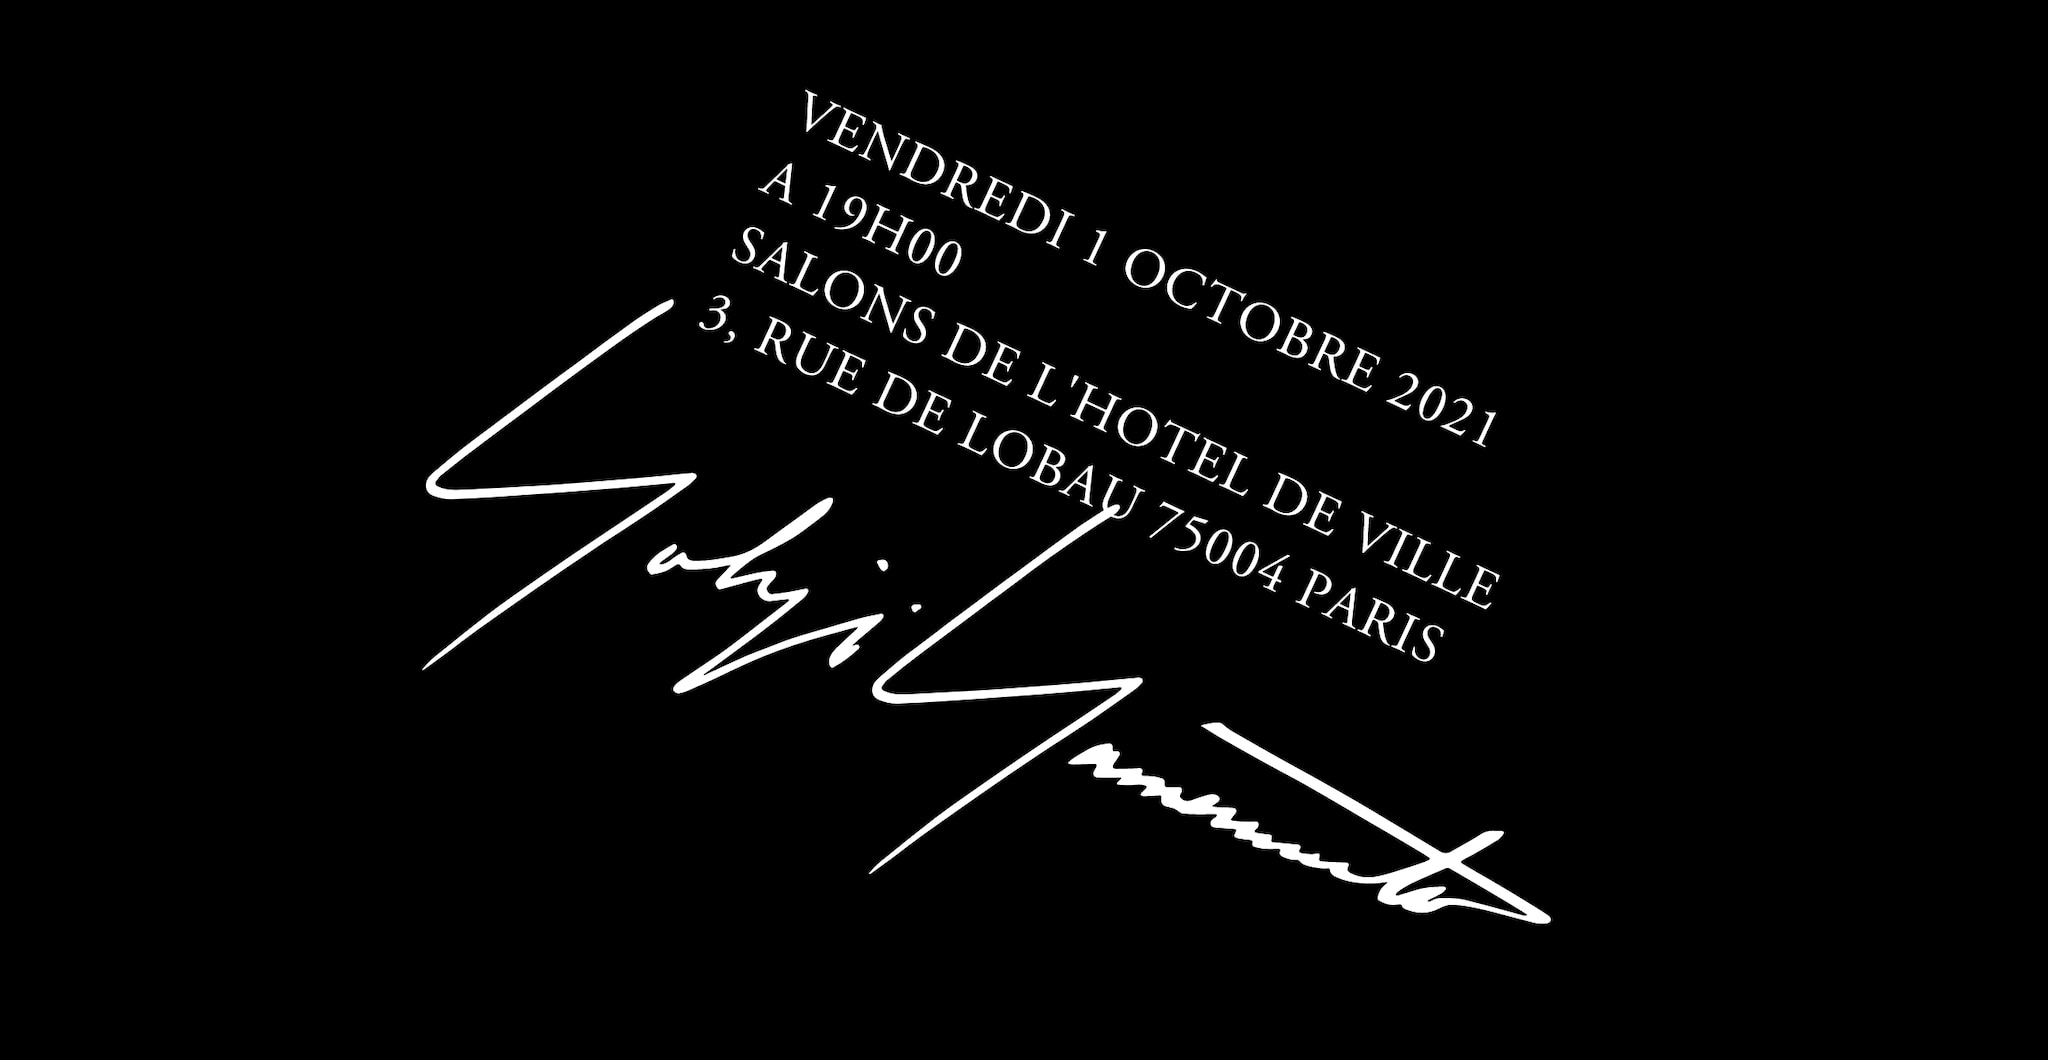 VENDREDI 1 OCTOBRE 2021
A 19H00
SALONS DE L'HOTEL DE VILLE
3, RUE DE LOBAU 75004 PARIS
Yohji Yamamoto